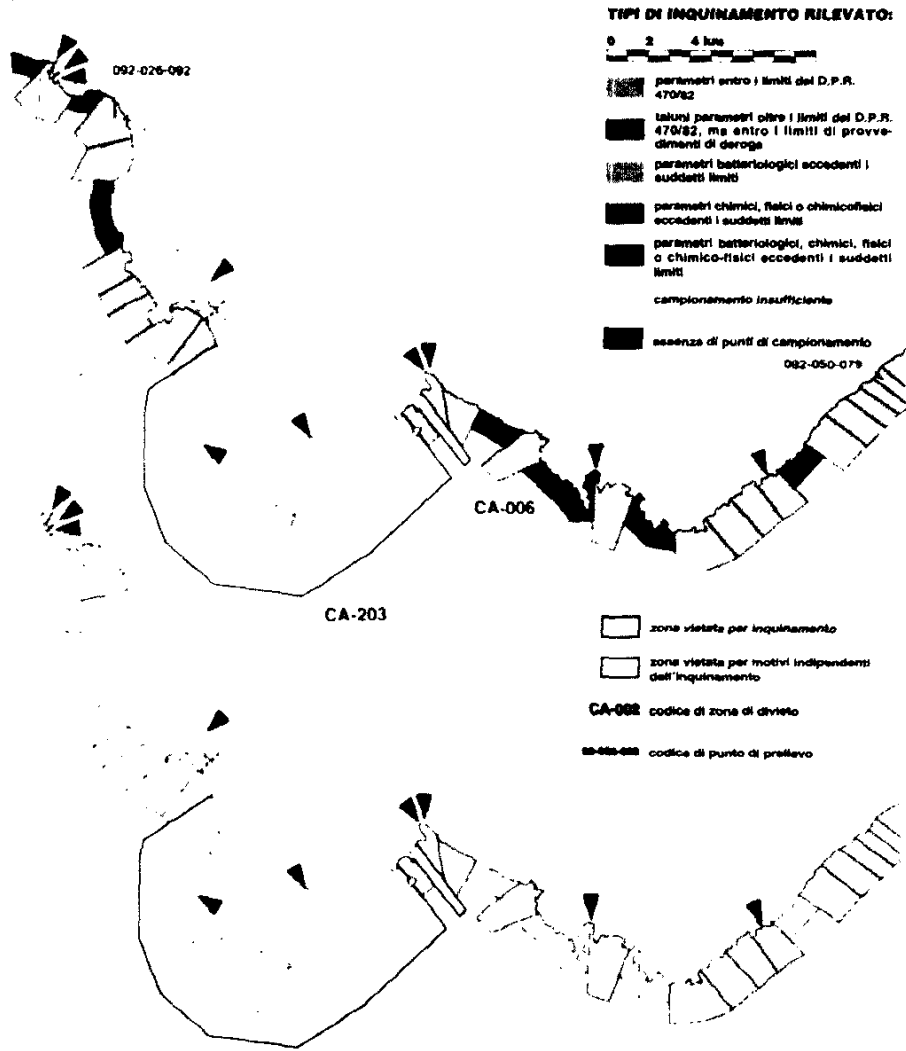 TIPI DI INQUINAMENTO RILEVATO:
0 2 4 km
092-026-092
parametri entro i limiti del D.P.R.
470/82
taluni parametri oltre i limiti del D.P.R.
470/82, ma entro i limiti di provve-
dimenti di deroga
parametri batteriologici eccedenti i
suddetti limiti
parametri chimici, fisici o chimicofisici
eccedenti i suddetti limiti
parametri batteriologici, chimici, fisici
o chimico-fisici eccedenti i suddetti
limiti
campionamento insufficiente
assenza di punti di campionamento
092-050-079
CA-006
CA-203
zona vietata per inquinamento
zona vietata per motivi indipendenti
dell'inquinamento
CA-002 codice di zona di divieto
codice di punto di prelievo